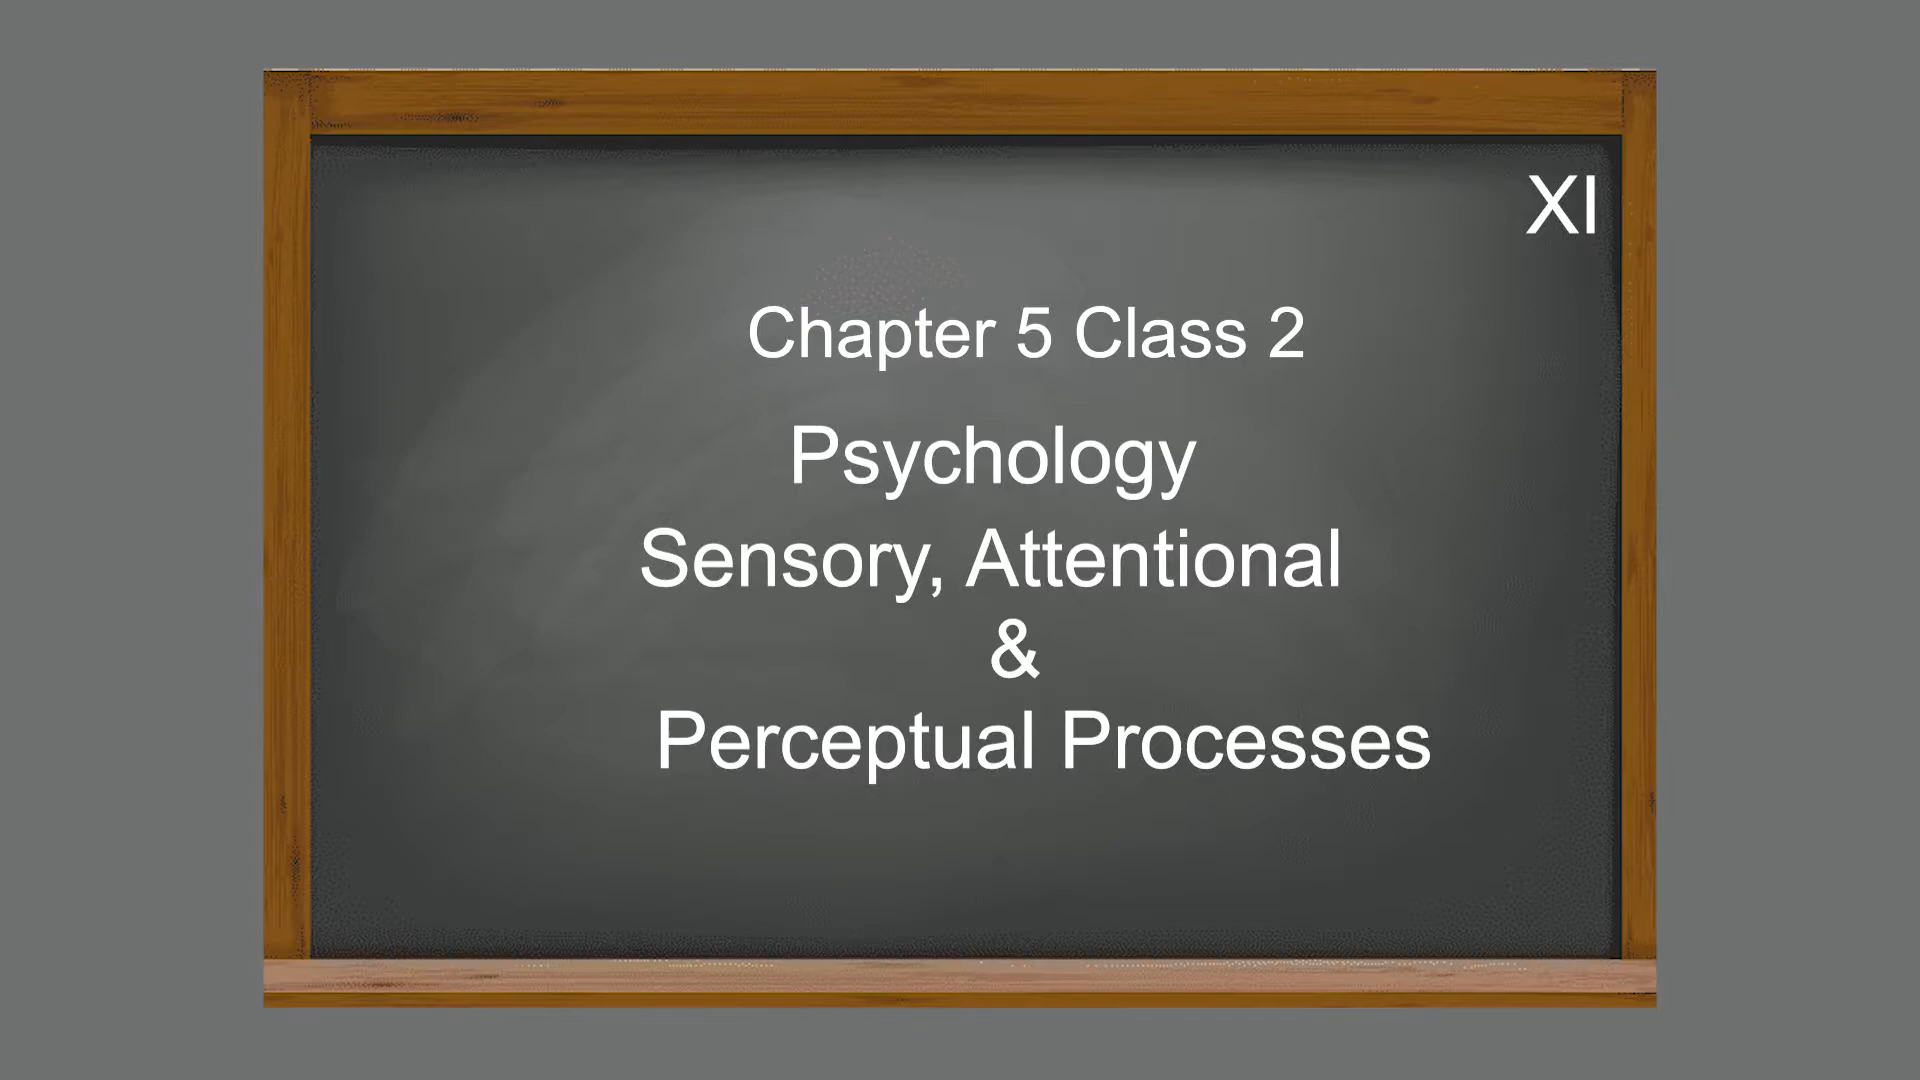 XI
Chapter 5 Class 2
Psychology
Sensory, Attentional
&
Perceptual Processes